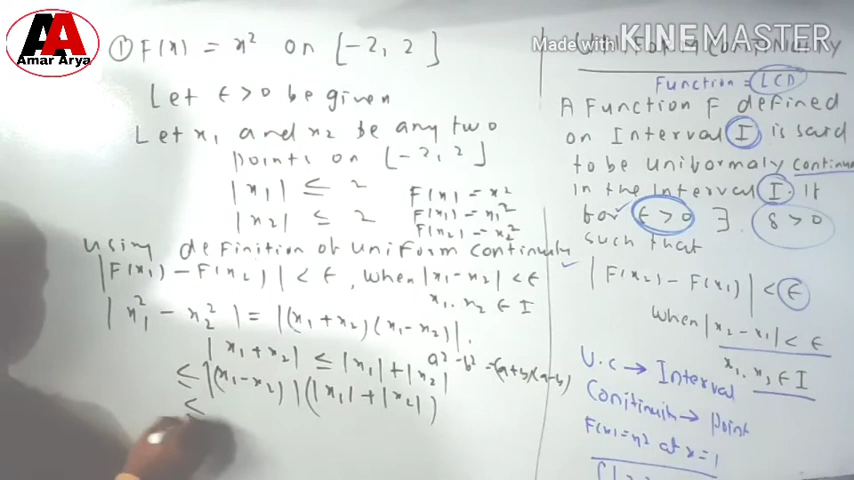 AA
Amar Arya
Made with KINEMASTER
① F(x) = x² on [-2, 2]
Let ϵ>0 be given
Let x₁ and x₂ be any two
points on [-2, 2]
|x₁| ≤ 2
|x₂| ≤ 2
F(x) = x²
F(x₁) = x₁²
F(x₂) = x₂²
using definition of uniform continuity
|F(x₁) - F(x₂)| < ϵ, when |x₁-x₂| < ϵ
x₁, x₂ ∈ I
|x₁² - x₂²| = |(x₁+x₂)(x₁-x₂)|.
|x₁+x₂| ≤ |x₁|+|x₂|
a²-b² = (a+b)(a-b)
≤ |(x₁-x₂)|(|x₁|+|x₂|)
≤
Function = LCD
A Function F defined
on Interval I is said
to be uniformaly continuo
in the interval I. If
for ϵ>0 ∃. δ>0
such that
|F(x₂) - F(x₁)| < ϵ
when |x₂-x₁| < ϵ
x₁, x₂ ∈ I
U.C → Interval
Conitinuity → point
F(x)=x² at x=1